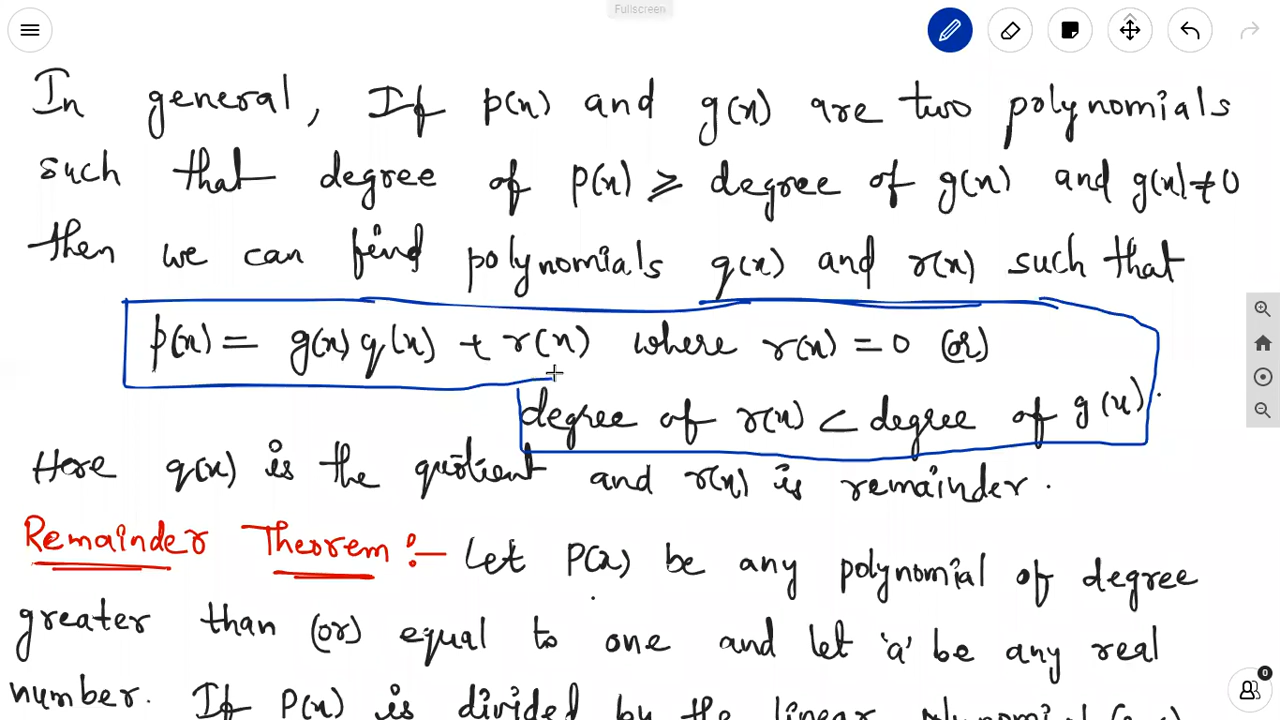 Fullscreen
In general, If p(x) and g(x) are two polynomials
such that degree of p(x) ≥ degree of g(x) and g(x) ≠ 0
then we can find polynomials q(x) and r(x) such that
p(x) = g(x) q(x) + r(x) where r(x) = 0 (or)
degree of r(x) < degree of g(x).
Here q(x) is the quotient and r(x) is remainder.
Remainder Theorem :- Let P(x) be any polynomial of degree
greater than (or) equal to one and let 'a' be any real
number. If P(x) is divided by the linear polynomial
0